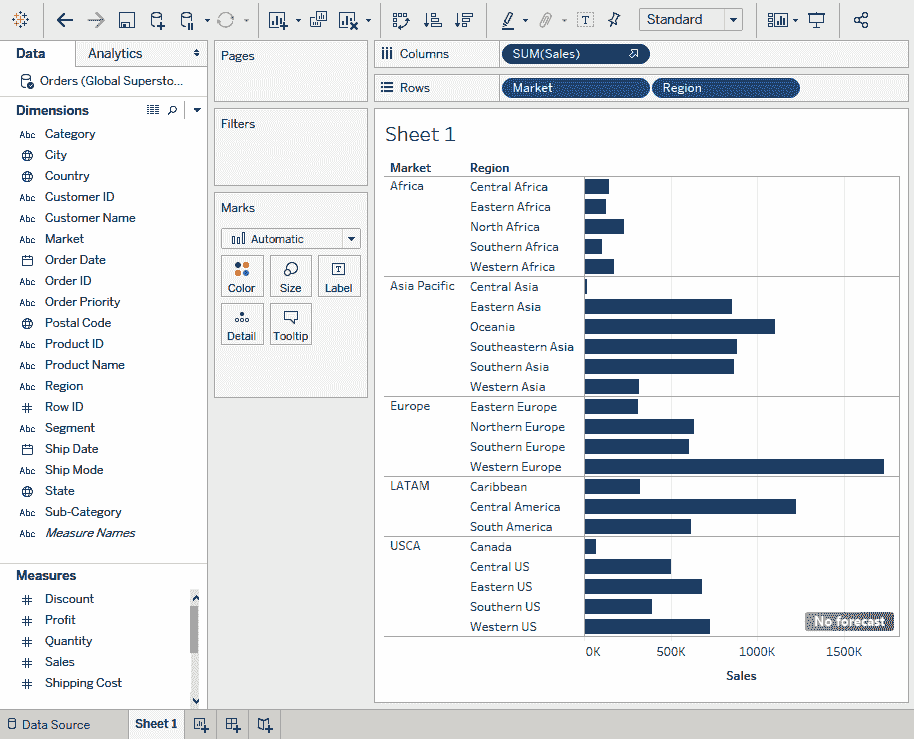 Standard
Data
Analytics
Orders (Global Supersto...
Dimensions
Abc Category
City
Country
Abc Customer ID
Abc Customer Name
Abc Market
Order Date
Abc Order ID
Abc Order Priority
Postal Code
Abc Product ID
Abc Product Name
Abc Region
# Row ID
Abc Segment
Ship Date
Abc Ship Mode
State
Abc Sub-Category
Abc Measure Names
Measures
# Discount
# Profit
# Quantity
# Sales
# Shipping Cost
Pages
Filters
Marks
Automatic
Color Size Label
Detail Tooltip
Columns SUM(Sales)
Rows Market Region
Sheet 1
Market Region
Africa Central Africa
Eastern Africa
North Africa
Southern Africa
Western Africa
Asia Pacific Central Asia
Eastern Asia
Oceania
Southeastern Asia
Southern Asia
Western Asia
Europe Eastern Europe
Northern Europe
Southern Europe
Western Europe
LATAM Caribbean
Central America
South America
USCA Canada
Central US
Eastern US
Southern US
Western US
No forecast
0K 500K 1000K 1500K
Sales
Data Source Sheet 1